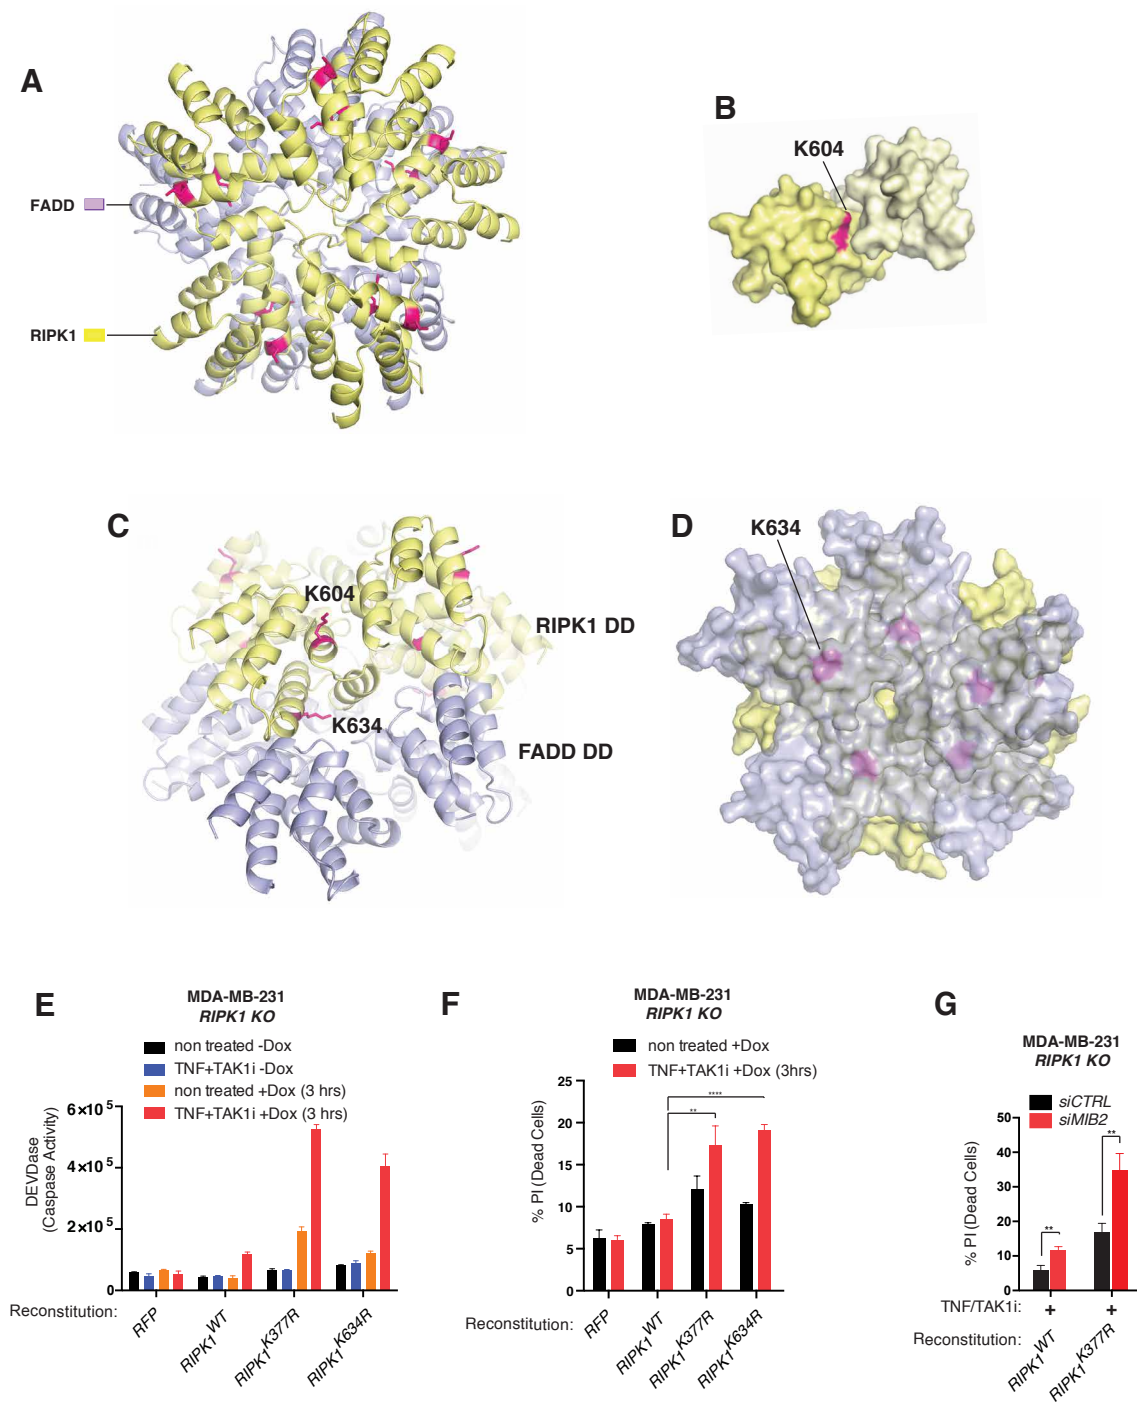 A
FADD
RIPK1
B
K604
C
K604
K634
RIPK1 DD
FADD DD
D
K634
E
MDA-MB-231
RIPK1 KO
non treated -Dox
TNF+TAK1i -Dox
non treated +Dox (3 hrs)
TNF+TAK1i +Dox (3 hrs)
DEVDase
(Caspase Activity)
6×10 5
4×10 5
2×10 5
0
Reconstitution:
RFP
RIPK1 WT
RIPK1 K377R
RIPK1 K634R
F
MDA-MB-231
RIPK1 KO
non treated +Dox
TNF+TAK1i +Dox (3hrs)
% PI (Dead Cells)
25
20
15
10
5
0
****
**
Reconstitution:
RFP
RIPK1 WT
RIPK1 K377R
RIPK1 K634R
G
MDA-MB-231
RIPK1 KO
siCTRL
siMIB2
% PI (Dead Cells)
50
40
30
20
10
0
**
**
TNF/TAK1i: + +
Reconstitution:
RIPK1 WT
RIPK1 K377R